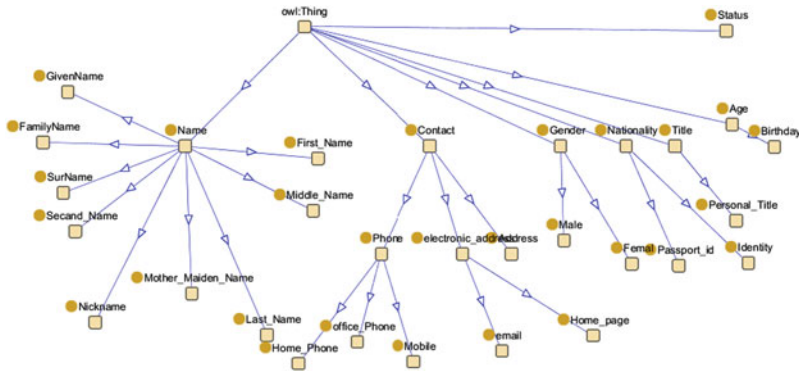 owl:Thing
Status
GivenName
Age
FamilyName
Name
First_Name
Contact
Gender
Nationality
Title
Birthday
SurName
Middle_Name
Secand_Name
Male
Personal_Title
Phone
electronic_address
Address
Femal
Passport_id
Identity
Mother_Maiden_Name
Nickname
Last_Name
office_Phone
Home_page
Home_Phone
Mobile
email